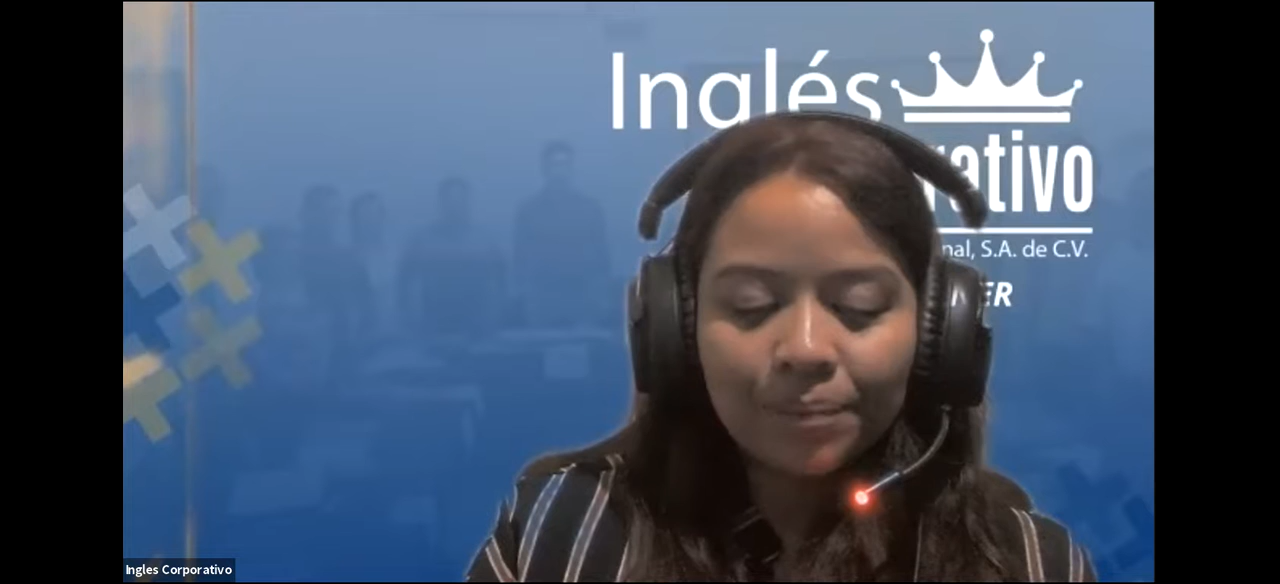 Inglés
rativo
nal, S.A. de C.V.
ER
Ingles Corporativo